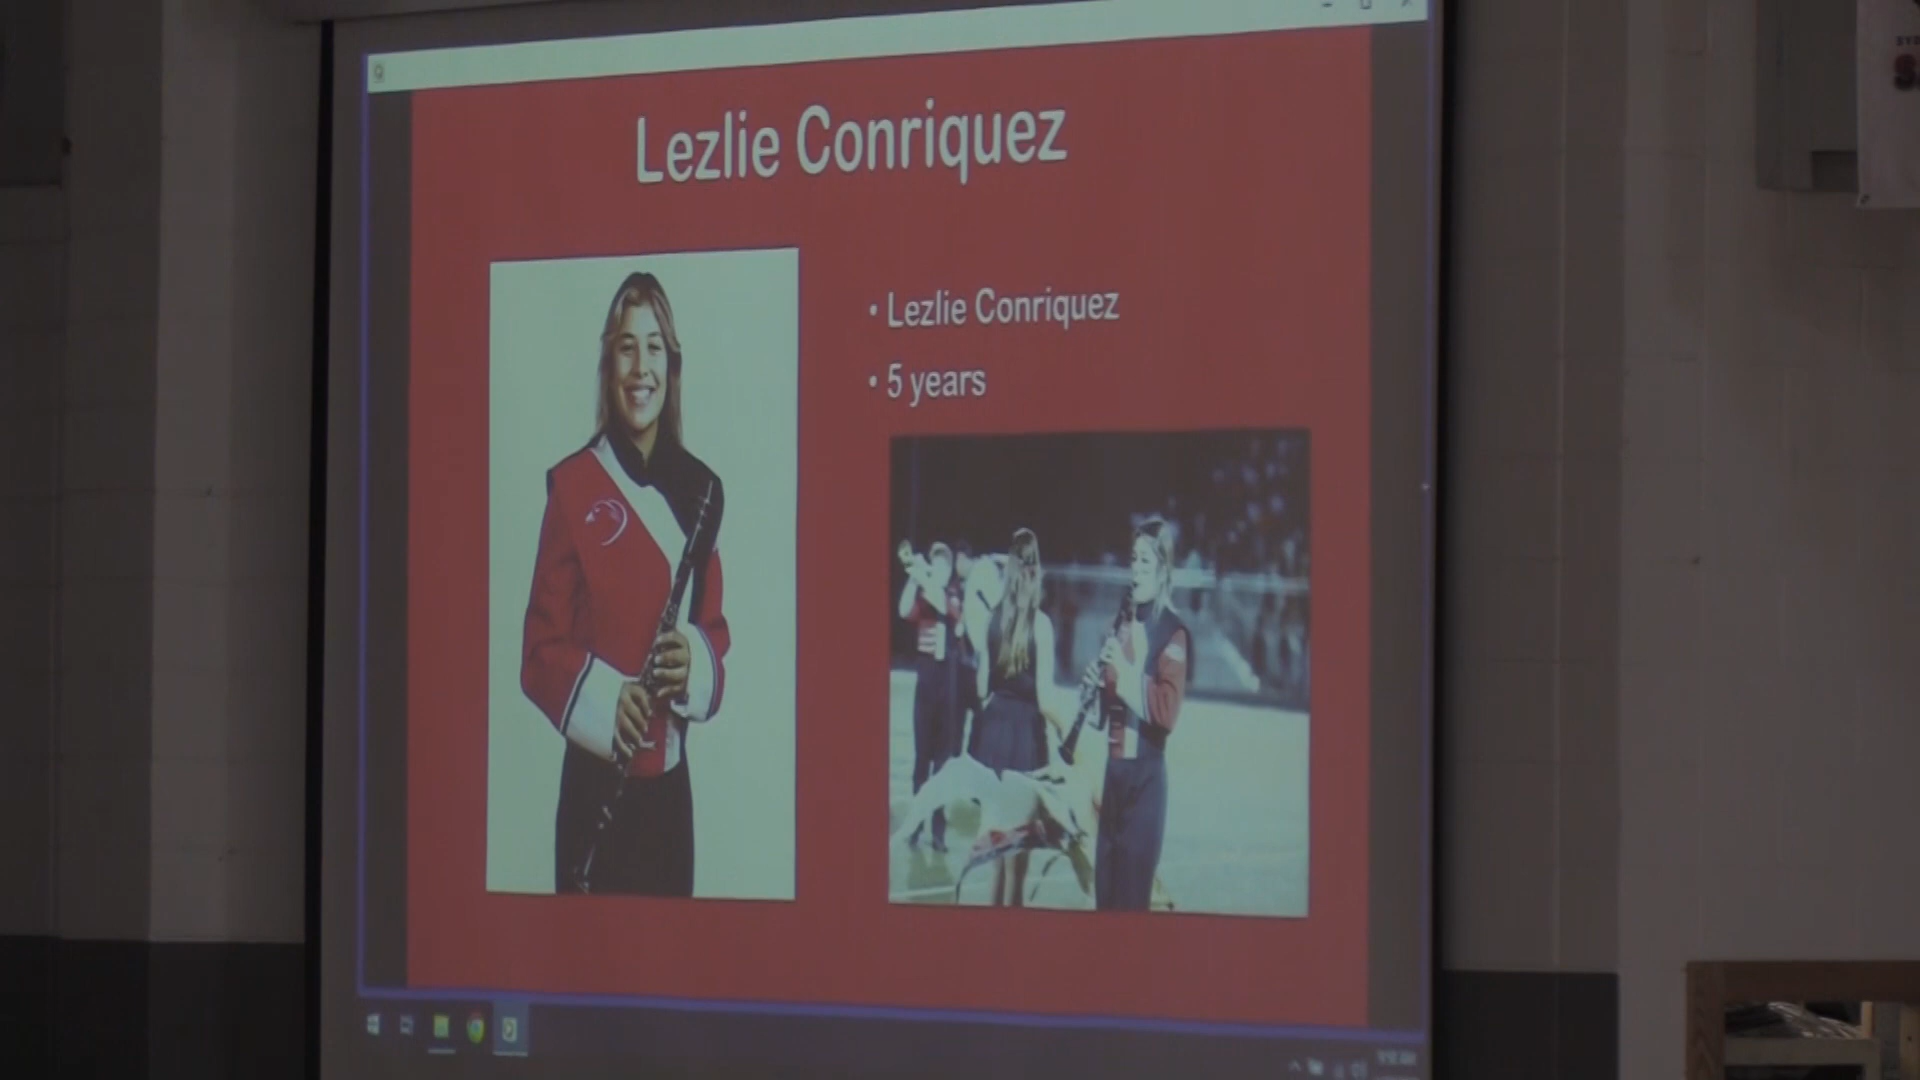 Lezlie Conriquez
• Lezlie Conriquez
• 5 years